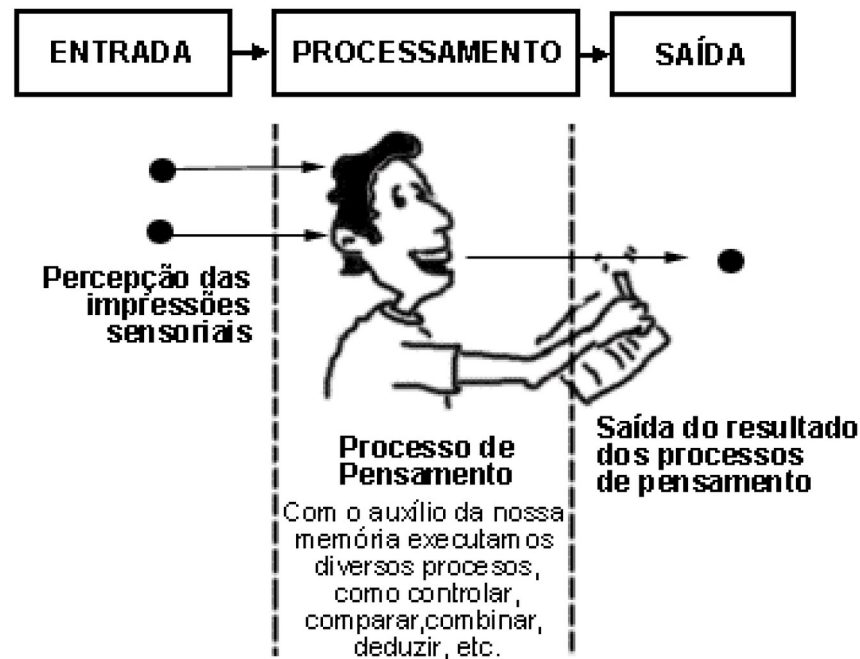 ENTRADA
PROCESSAMENTO
SAÍDA
Percepção das
impressões
sensoriais
Processo de
Pensamento
Com o auxílio da nossa
memória executamos
diversos procesos,
como controlar,
comparar,combinar,
deduzir, etc.
Saída do resultado
dos processos
de pensamento